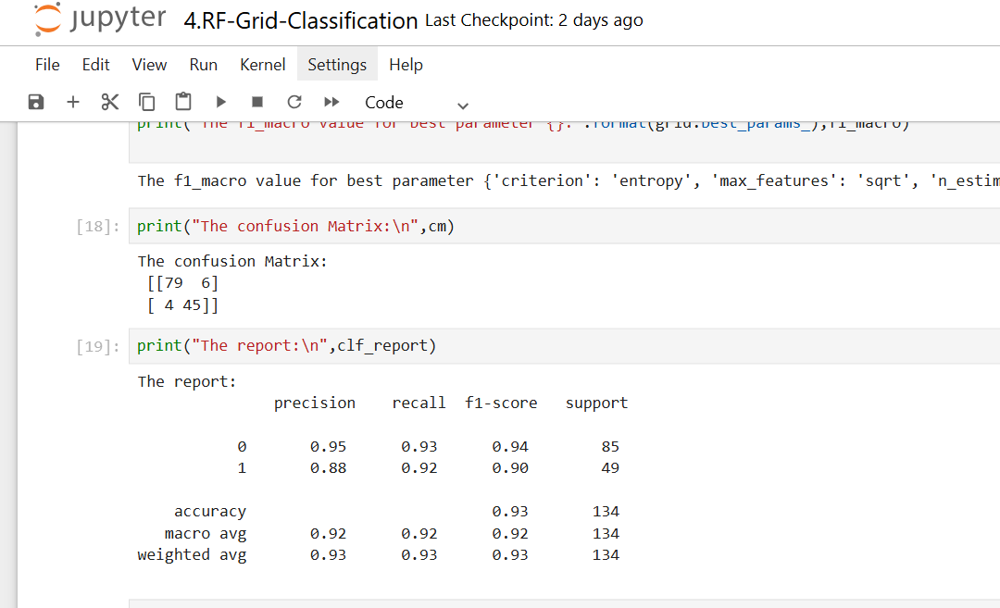 jupyter 4.RF-Grid-Classification Last Checkpoint: 2 days ago
File Edit View Run Kernel Settings Help
Code
print("The f1_macro value for best parameter {}:".format(grid.best_params_),f1_macro)
The f1_macro value for best parameter {'criterion': 'entropy', 'max_features': 'sqrt', 'n_estim
[18]: print("The confusion Matrix:\n",cm)
The confusion Matrix:
[[79  6]
[ 4 45]]
[19]: print("The report:\n",clf_report)
The report:
precision recall f1-score support
0 0.95 0.93 0.94 85
1 0.88 0.92 0.90 49
accuracy 0.93 134
macro avg 0.92 0.92 0.92 134
weighted avg 0.93 0.93 0.93 134